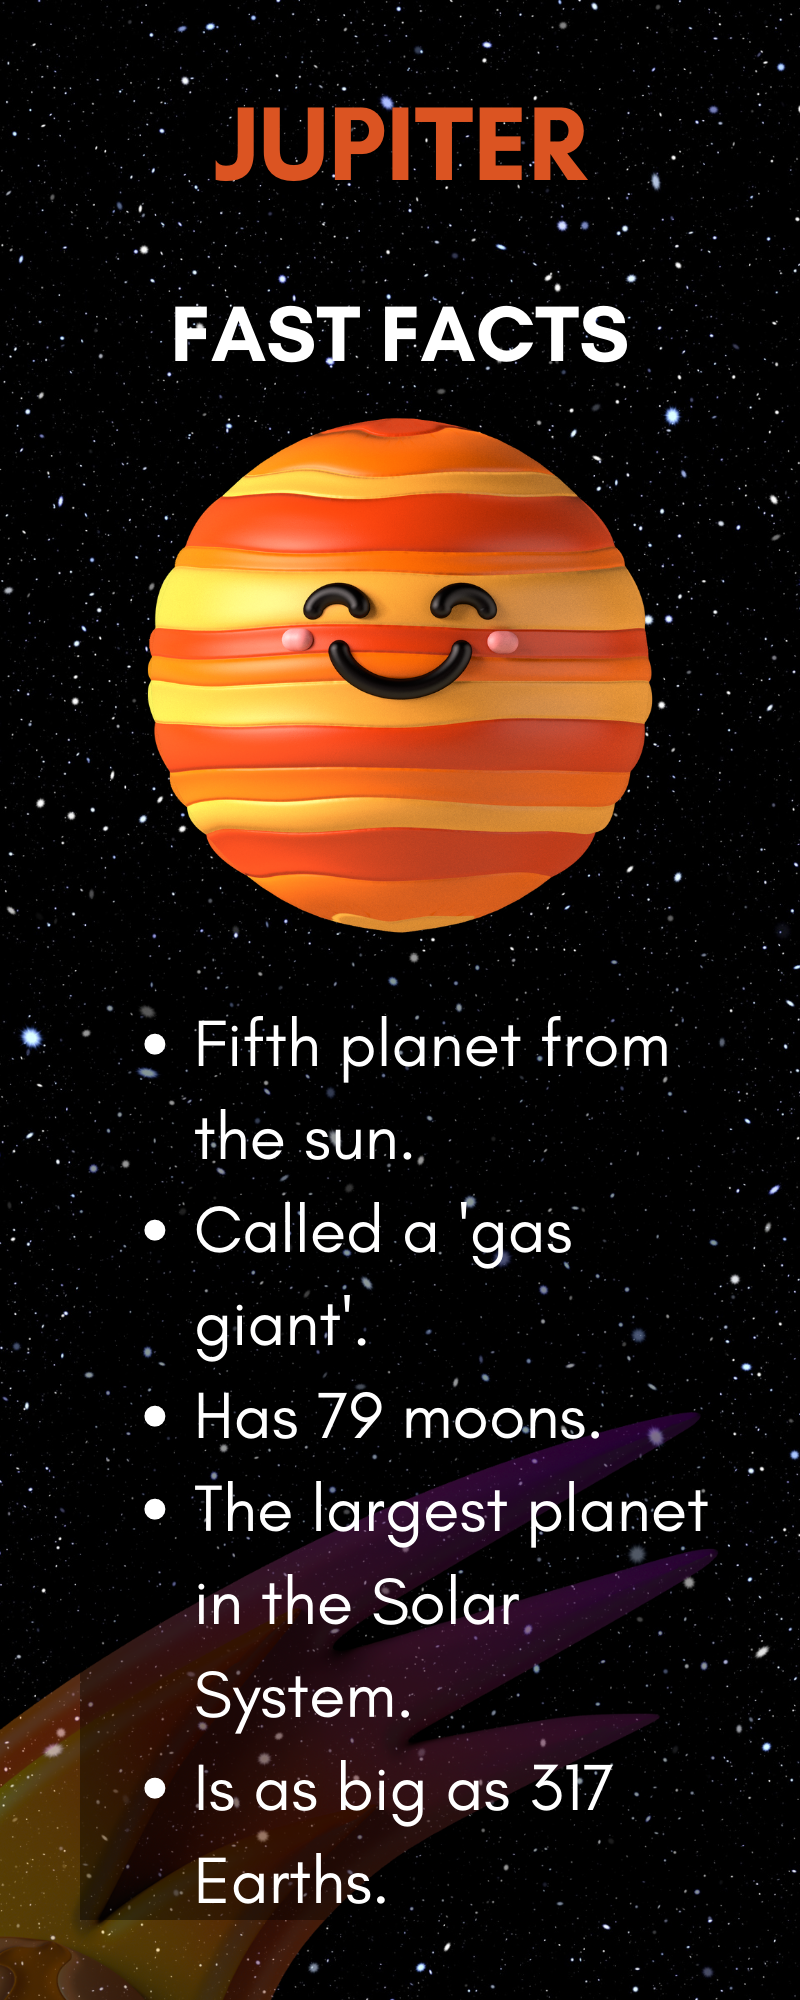 JUPITER
FAST FACTS
• Fifth planet from
the sun.
• Called a 'gas
giant'.
• Has 79 moons.
• The largest planet
in the Solar
System.
• Is as big as 317
Earths.